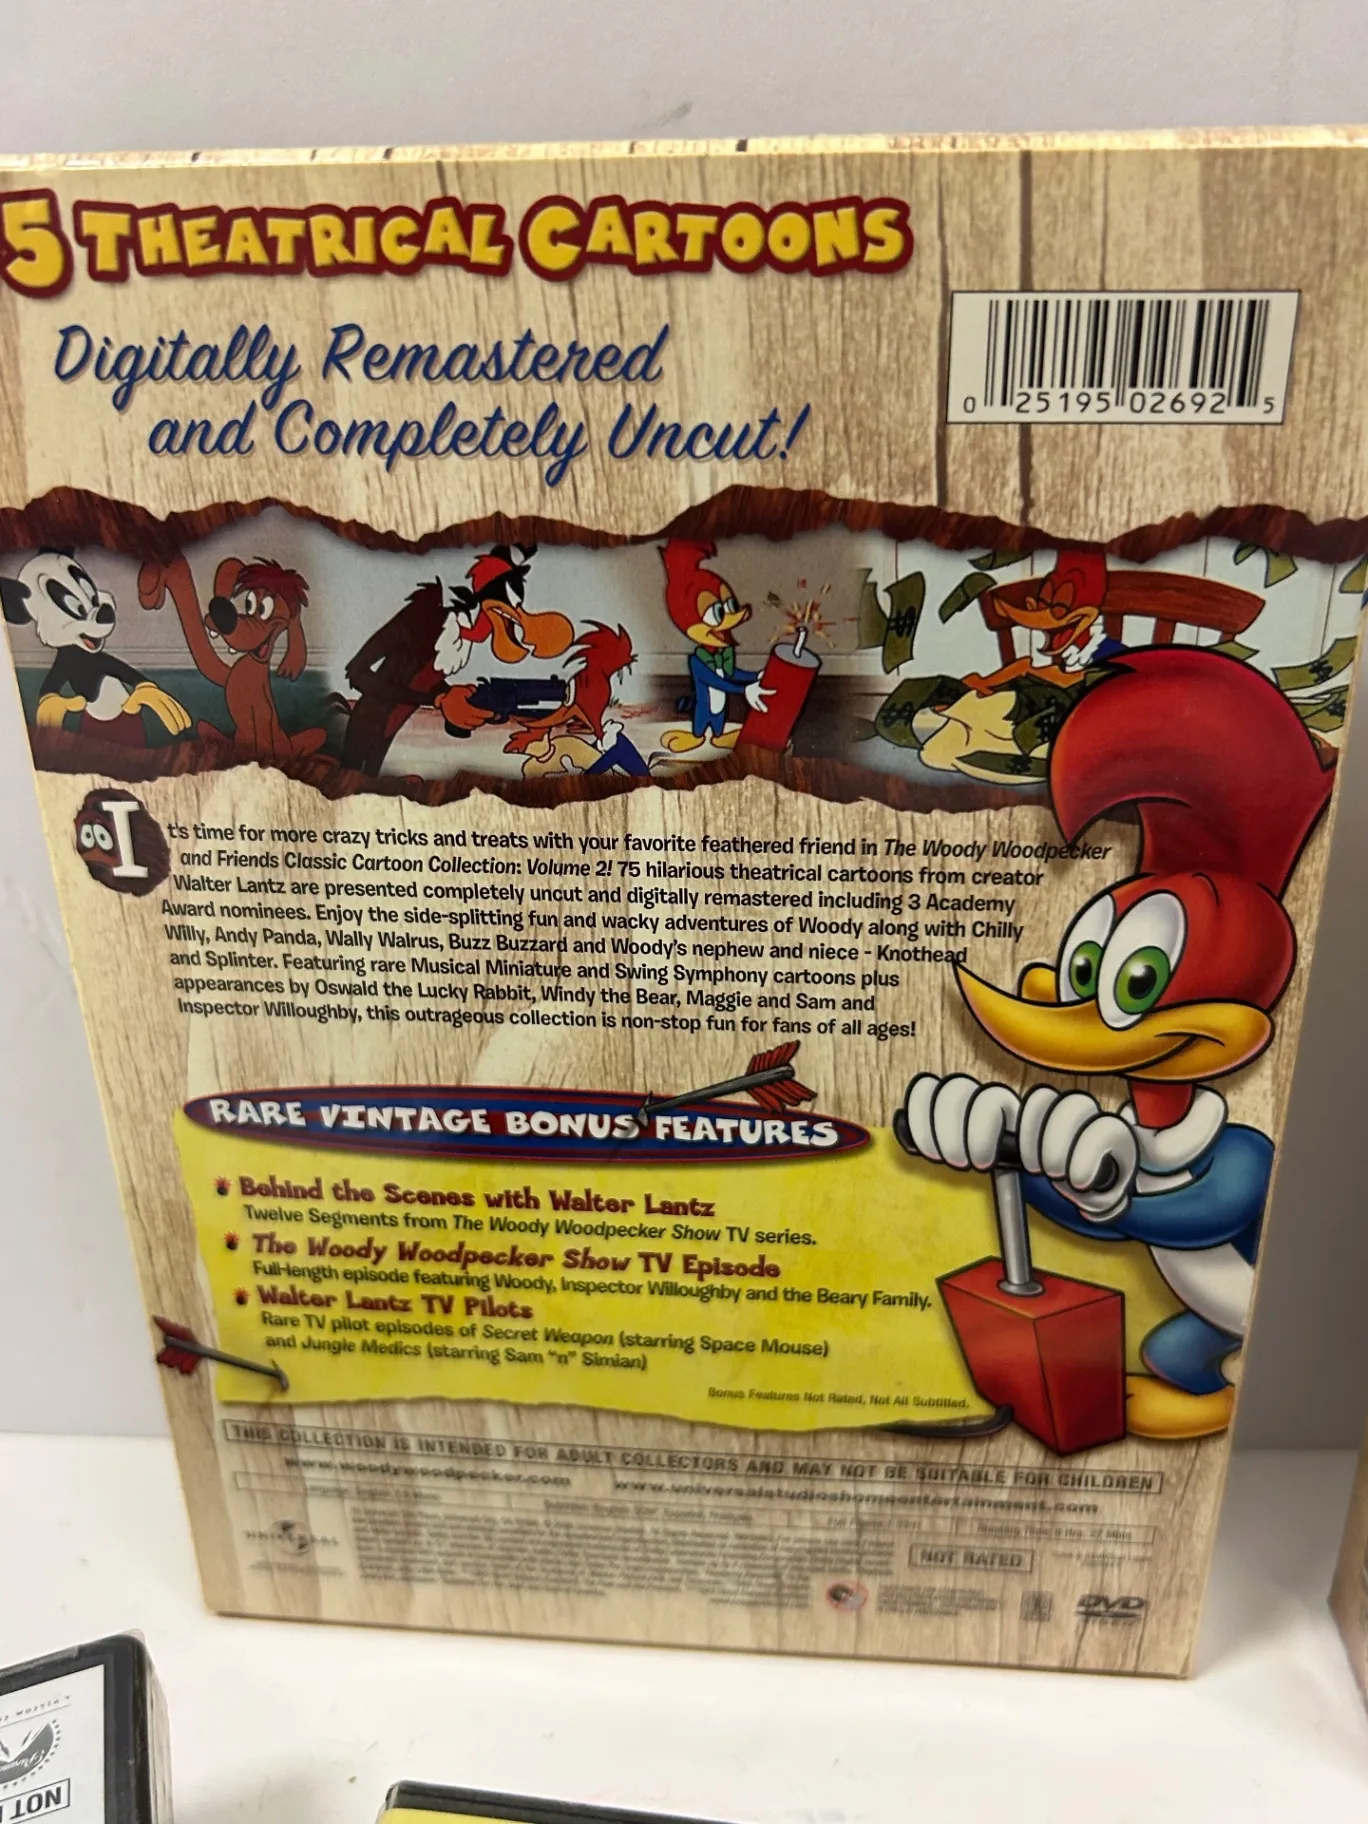 5 THEATRICAL CARTOONS
Digitally Remastered
and Completely Uncut!
0 25195 02692 5
It's time for more crazy tricks and treats with your favorite feathered friend in The Woody Woodpecker
and Friends Classic Cartoon Collection: Volume 2! 75 hilarious theatrical cartoons from creator
Walter Lantz are presented completely uncut and digitally remastered including 3 Academy
Award nominees. Enjoy the side-splitting fun and wacky adventures of Woody along with Chilly
Willy, Andy Panda, Wally Walrus, Buzz Buzzard and Woody's nephew and niece - Knothead
and Splinter. Featuring rare Musical Miniature and Swing Symphony cartoons plus
appearances by Oswald the Lucky Rabbit, Windy the Bear, Maggie and Sam and
Inspector Willoughby, this outrageous collection is non-stop fun for fans of all ages!
RARE VINTAGE BONUS FEATURES
Behind the Scenes with Walter Lantz
Twelve Segments from The Woody Woodpecker Show TV series.
The Woody Woodpecker Show TV Episode
Full-length episode featuring Woody, Inspector Willoughby and the Beary Family.
Walter Lantz TV Pilots
Rare TV pilot episodes of Secret Weapon (starring Space Mouse)
and Jungle Medics (starring Sam "n" Simian)
Bonus Features Not Rated, Not All Subtitled.
THIS COLLECTION IS INTENDED FOR ADULT COLLECTORS AND MAY NOT BE SUITABLE FOR CHILDREN
www.woodywoodpecker.com www.universalstudioshomeentertainment.com
UNIVERSAL
NOT RATED
DVD
VIDEO
NOT